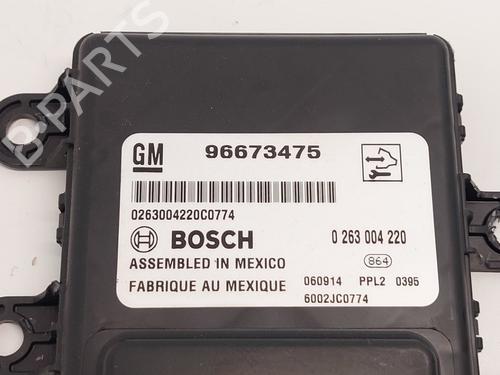 GM 96673475
0263004220C0774
BOSCH 0 263 004 220
ASSEMBLED IN MEXICO 864
FABRIQUE AU MEXIQUE 060914 PPL2 0395
6002JC0774
B-PARTS